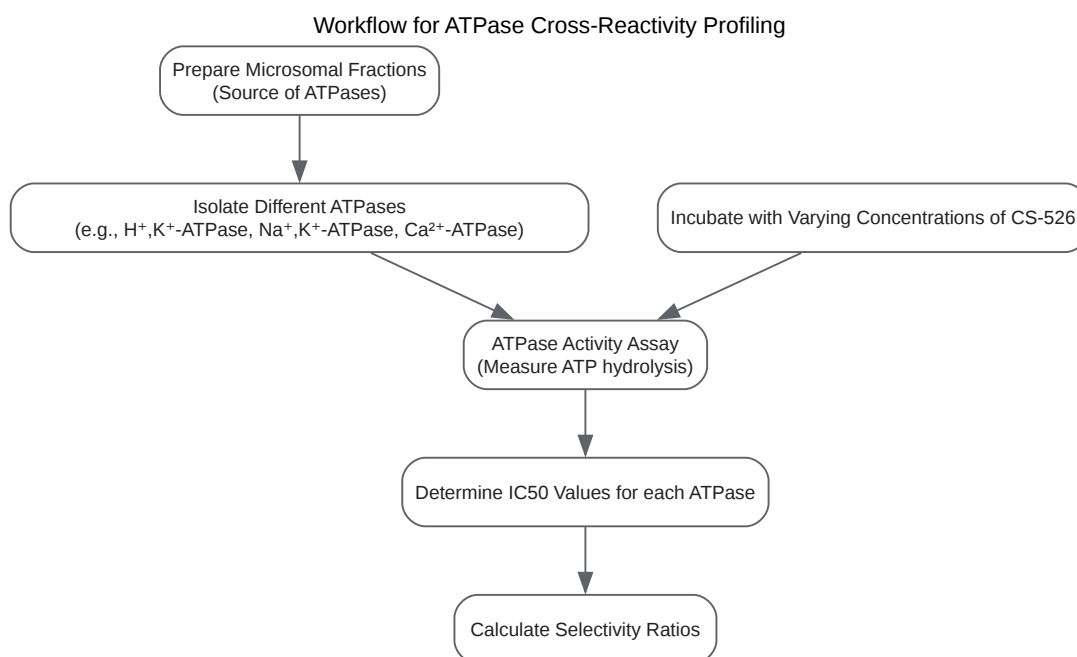 Workflow for ATPase Cross-Reactivity Profiling
Prepare Microsomal Fractions
(Source of ATPases)
Isolate Different ATPases
(e.g., H⁺,K⁺-ATPase, Na⁺,K⁺-ATPase, Ca²⁺-ATPase)
Incubate with Varying Concentrations of CS-526
ATPase Activity Assay
(Measure ATP hydrolysis)
Determine IC50 Values for each ATPase
Calculate Selectivity Ratios